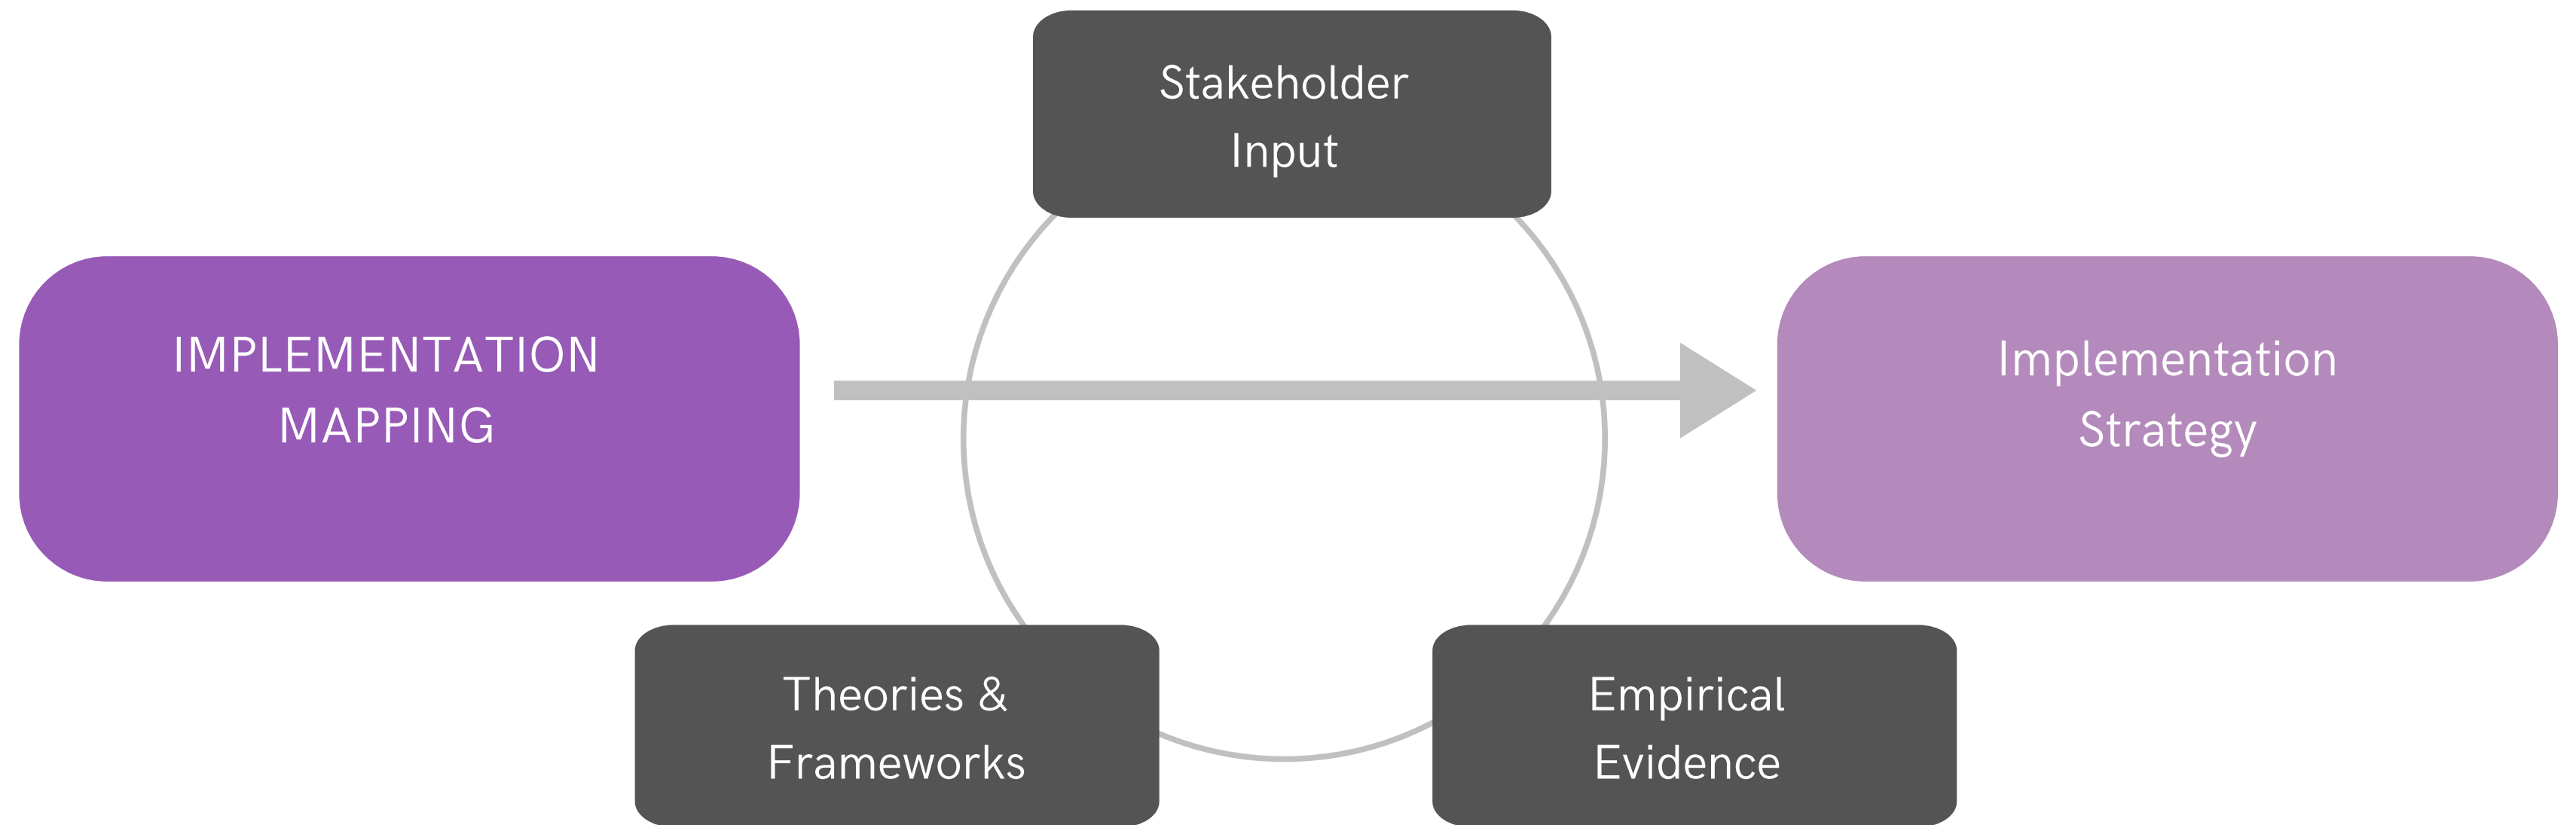 Stakeholder
Input
IMPLEMENTATION
MAPPING
Implementation
Strategy
Theories &
Frameworks
Empirical
Evidence